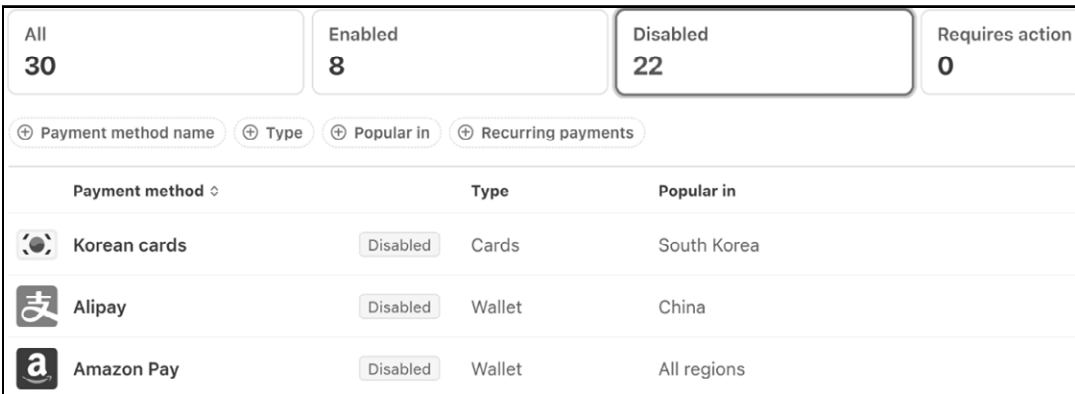 All Enabled Disabled Requires action
30 8 22 0
Payment method name Type Popular in Recurring payments
Payment method Type Popular in
Korean cards Disabled Cards South Korea
支 Alipay Disabled Wallet China
a Amazon Pay Disabled Wallet All regions